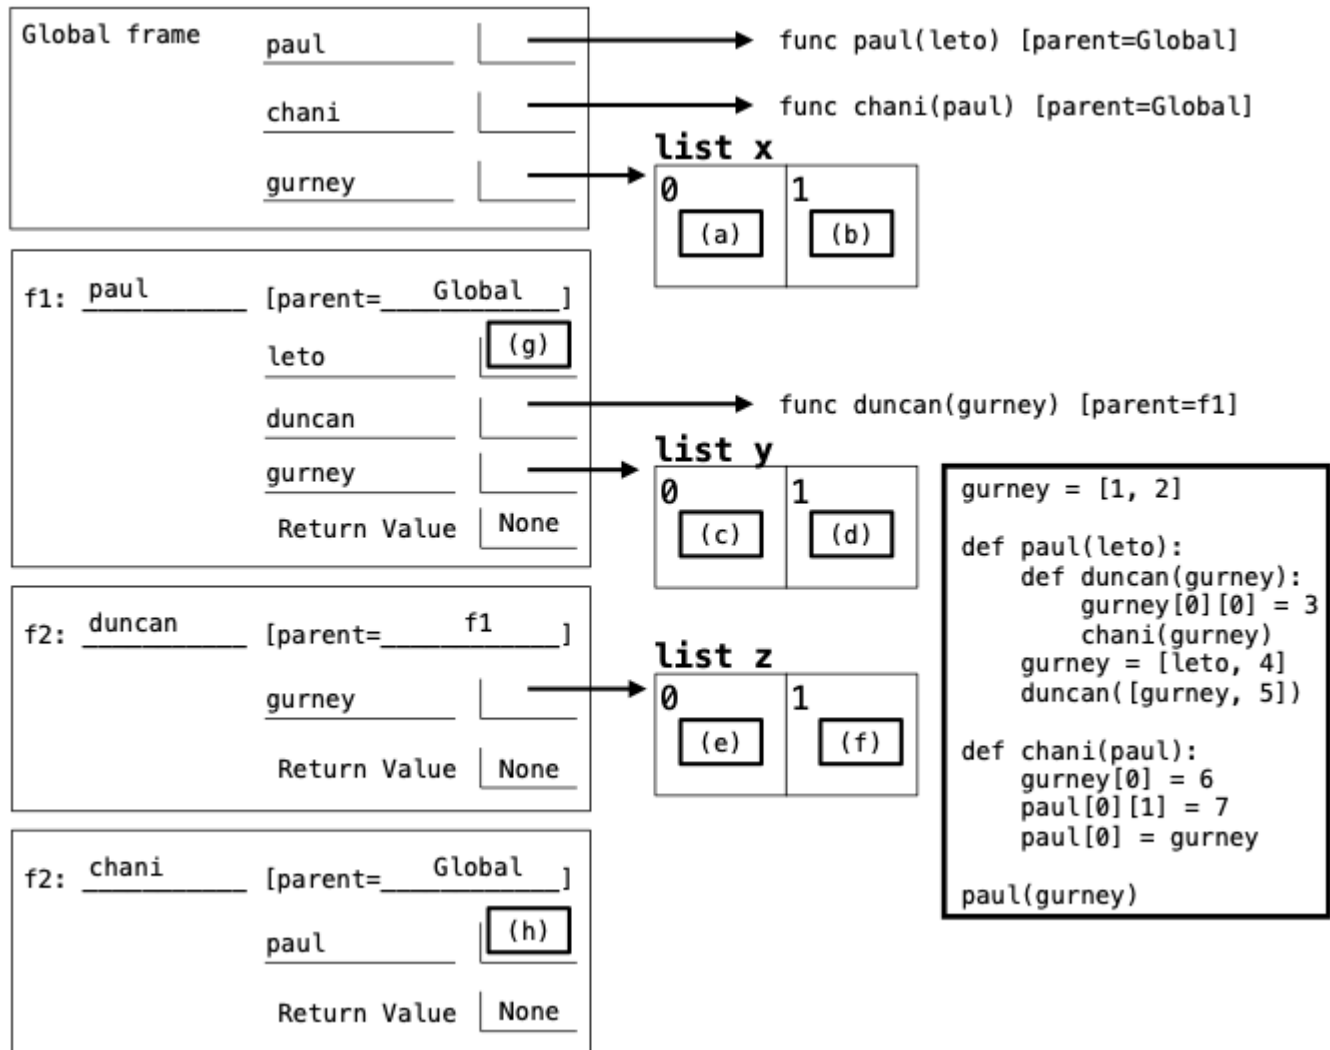 Global frame
paul
func paul(leto) [parent=Global]
chani
func chani(paul) [parent=Global]
gurney
list x
0
(a)
1
(b)
f1: paul [parent=Global]
leto
(g)
duncan
func duncan(gurney) [parent=f1]
gurney
list y
0
(c)
1
(d)
Return Value None
f2: duncan [parent=f1]
gurney
list z
0
(e)
1
(f)
Return Value None
f2: chani [parent=Global]
paul
(h)
Return Value None
gurney = [1, 2]
def paul(leto):
    def duncan(gurney):
        gurney[0][0] = 3
        chani(gurney)
    gurney = [leto, 4]
    duncan([gurney, 5])
def chani(paul):
    gurney[0] = 6
    paul[0][1] = 7
    paul[0] = gurney
paul(gurney)